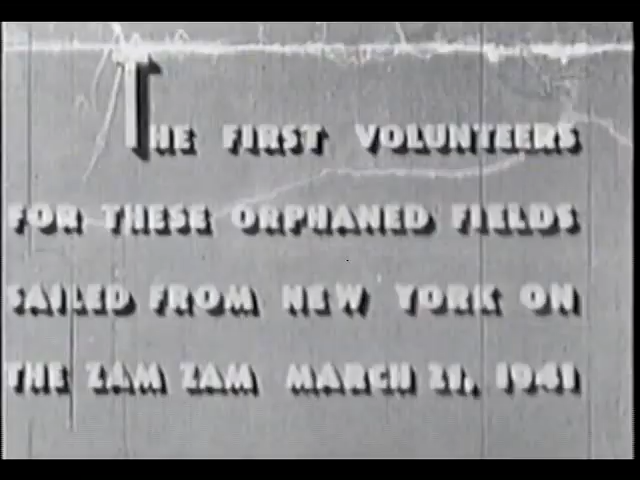 THE FIRST VOLUNTEERS
FOR THESE ORPHANED FIELDS
SAILED FROM NEW YORK ON
THE ZAM ZAM MARCH 21, 1941